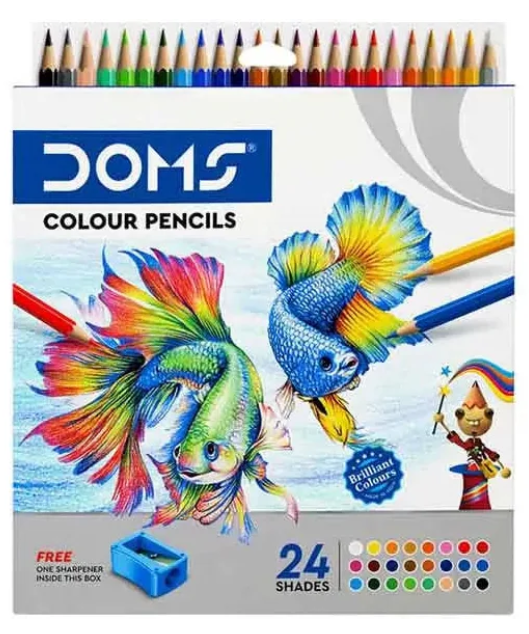 DOMS®
COLOUR PENCILS
Brilliant
Colours
FREE
ONE SHARPENER
INSIDE THIS BOX
24
SHADES